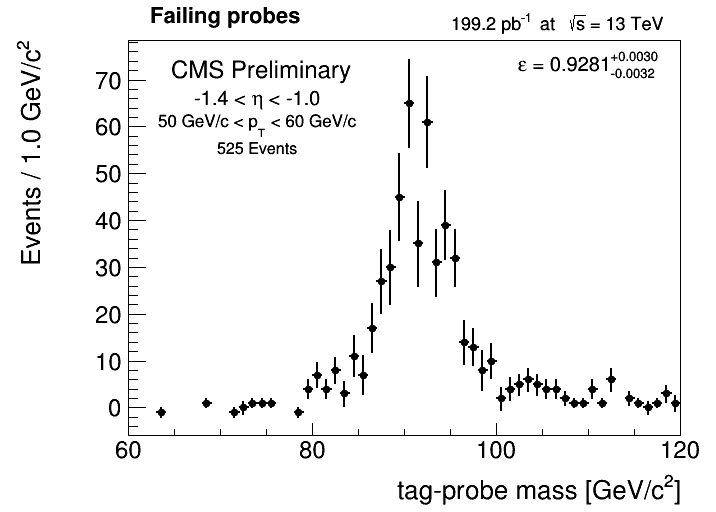 Failing probes
199.2 pb⁻¹ at √s = 13 TeV
CMS Preliminary
-1.4 < η < -1.0
50 GeV/c < p_T < 60 GeV/c
525 Events
ε = 0.9281 +0.0030 -0.0032
Events / 1.0 GeV/c²
70
60
50
40
30
20
10
0
60 80 100 120
tag-probe mass [GeV/c²]